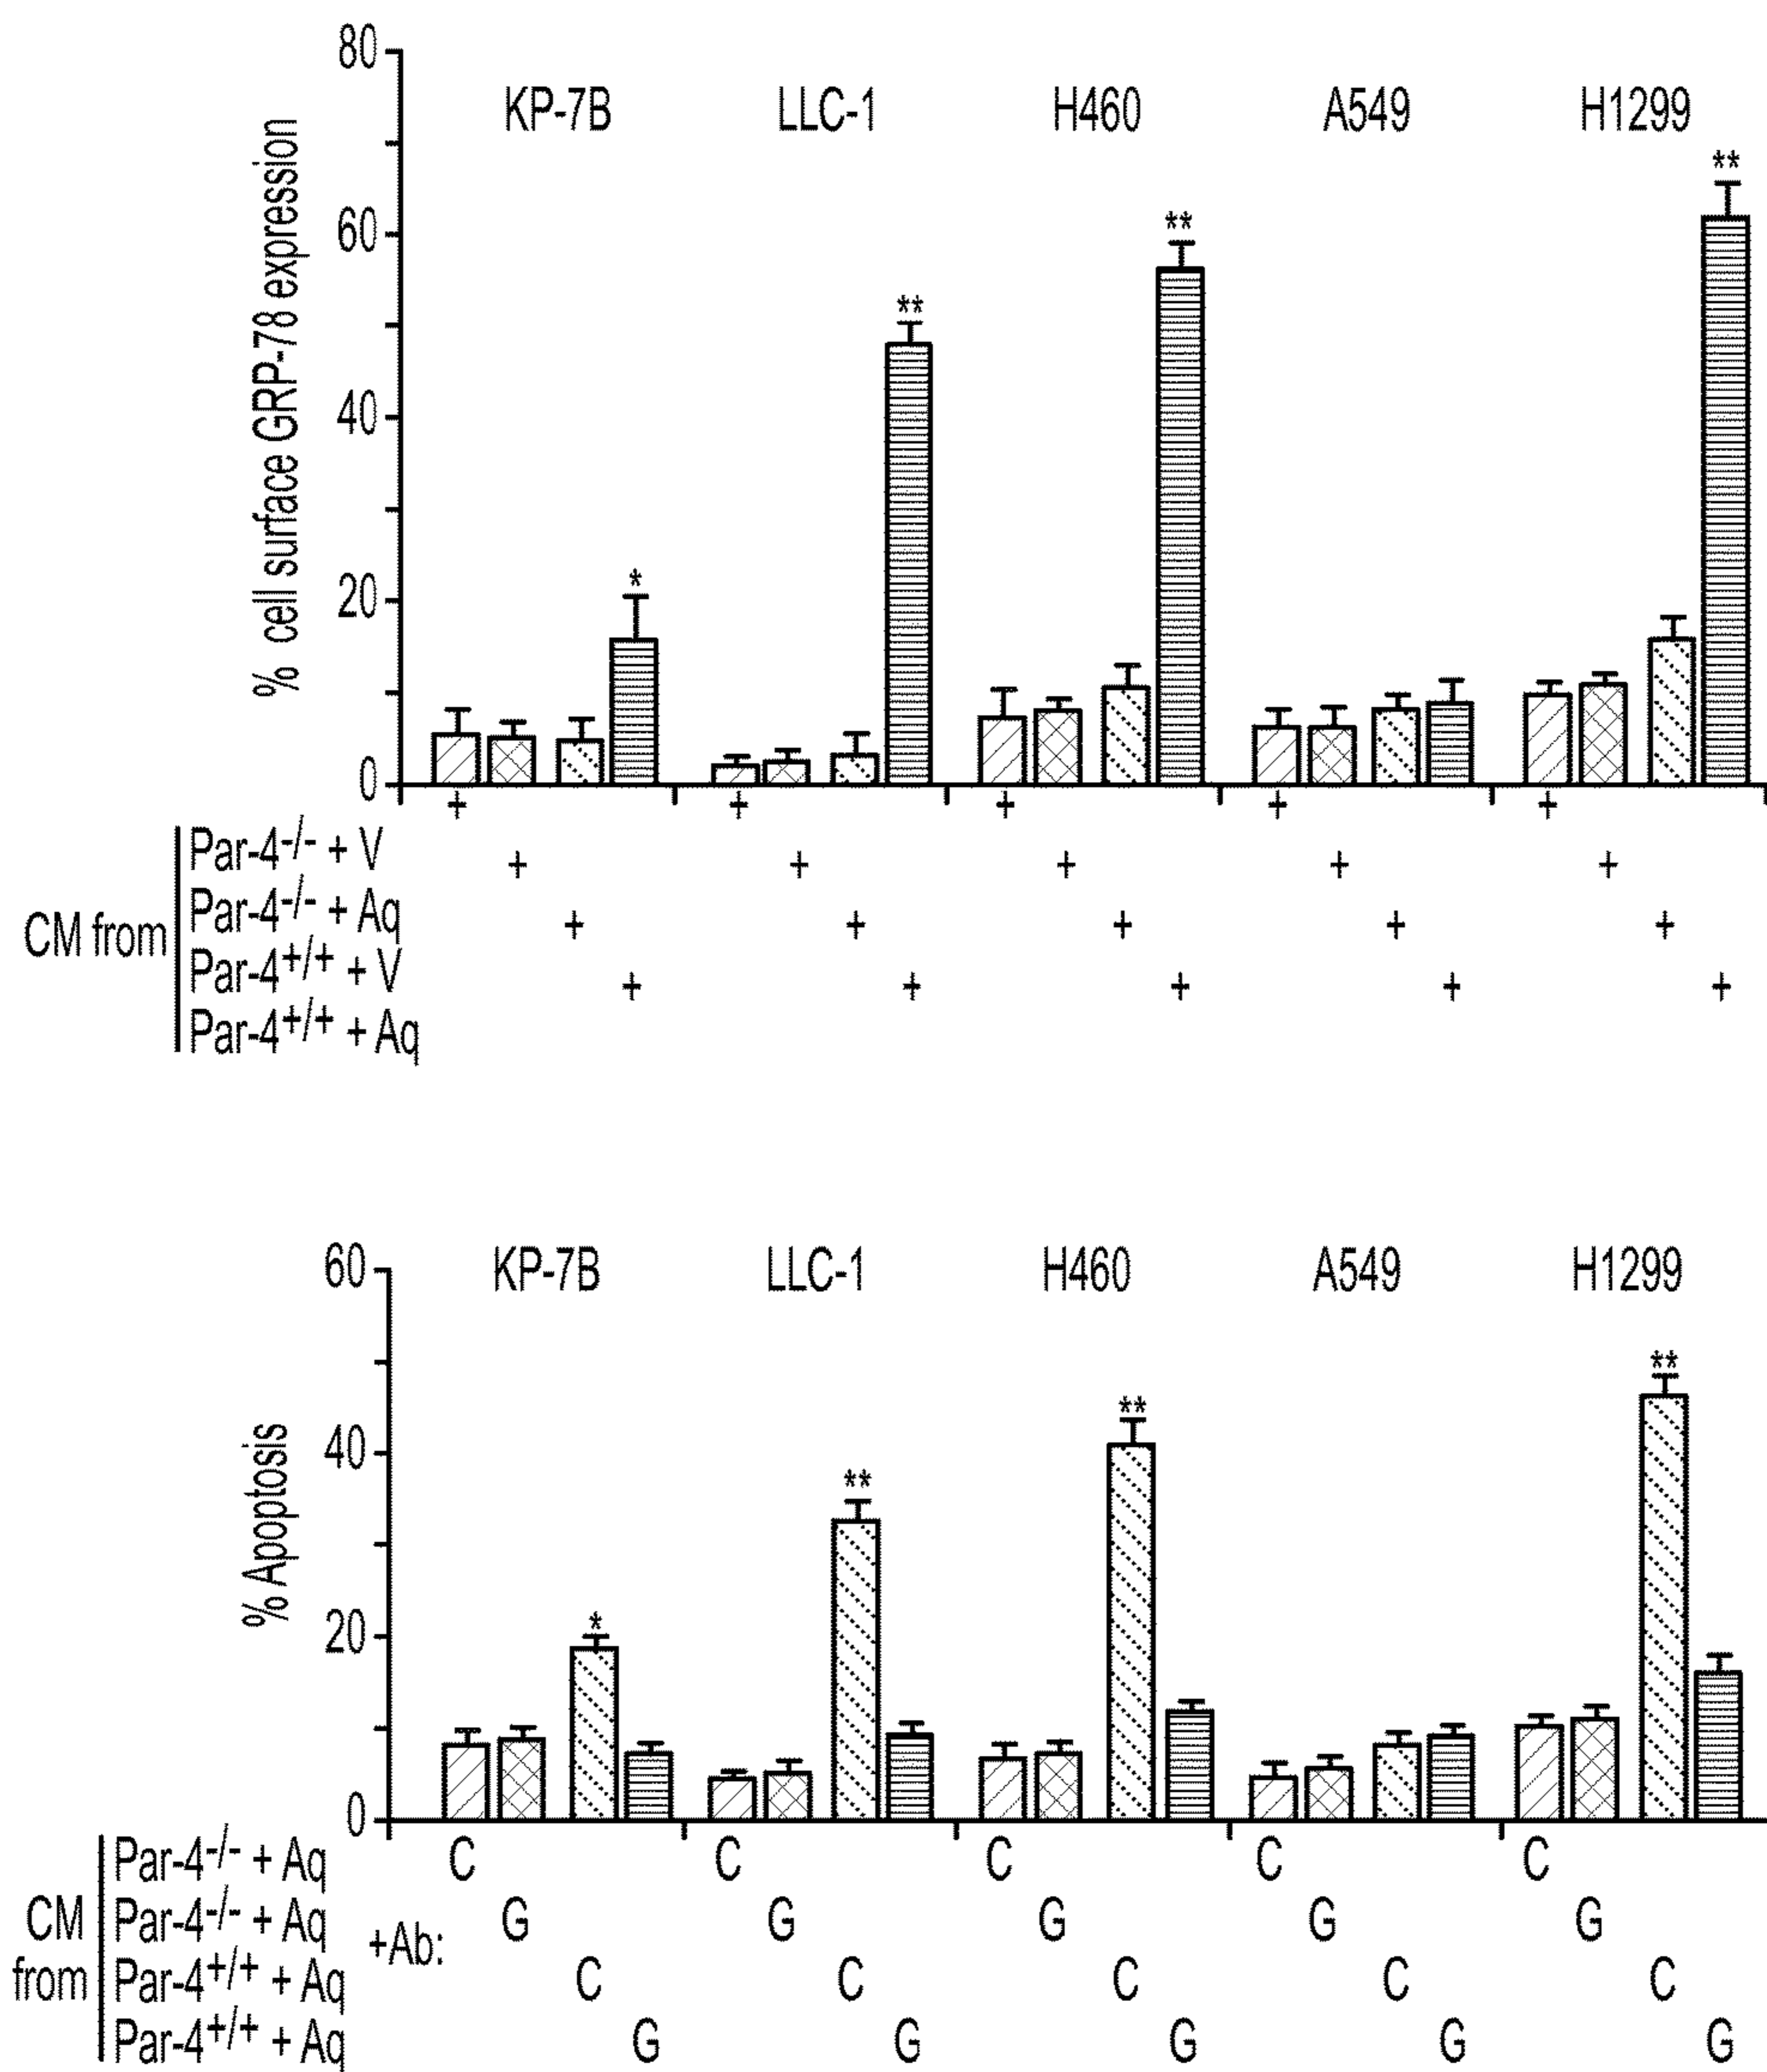 80
KP-7B LLC-1 H460 A549 H1299
**
**
60
**
% cell surface GRP-78 expression
40
20
*
0
+ + + + +
Par-4-/- + V
+ + + + +
Par-4-/- + Aq
+ + + + +
CM from
Par-4+/+ + V
+ + + + +
Par-4+/+ + Aq
60
KP-7B LLC-1 H460 A549 H1299
**
**
40
**
% Apoptosis
20
*
0
Par-4-/- + Aq C C C C C
CM Par-4-/- + Aq G G G G G
+Ab:
from Par-4+/+ + Aq C C C C C
Par-4+/+ + Aq G G G G G